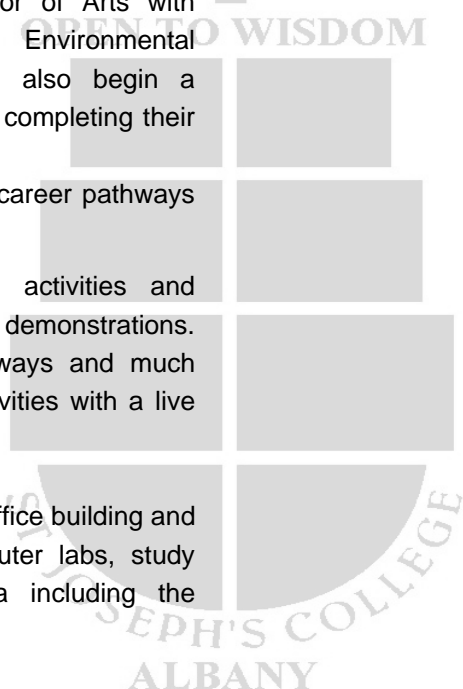 or of Arts with
Environmental
also begin a
completing their
career pathways
activities and
demonstrations.
ways and much
vities with a live
ffice building and
uter labs, study
a including the
OPEN TO WISDOM
ST JOSEPH'S COLLEGE
ALBANY